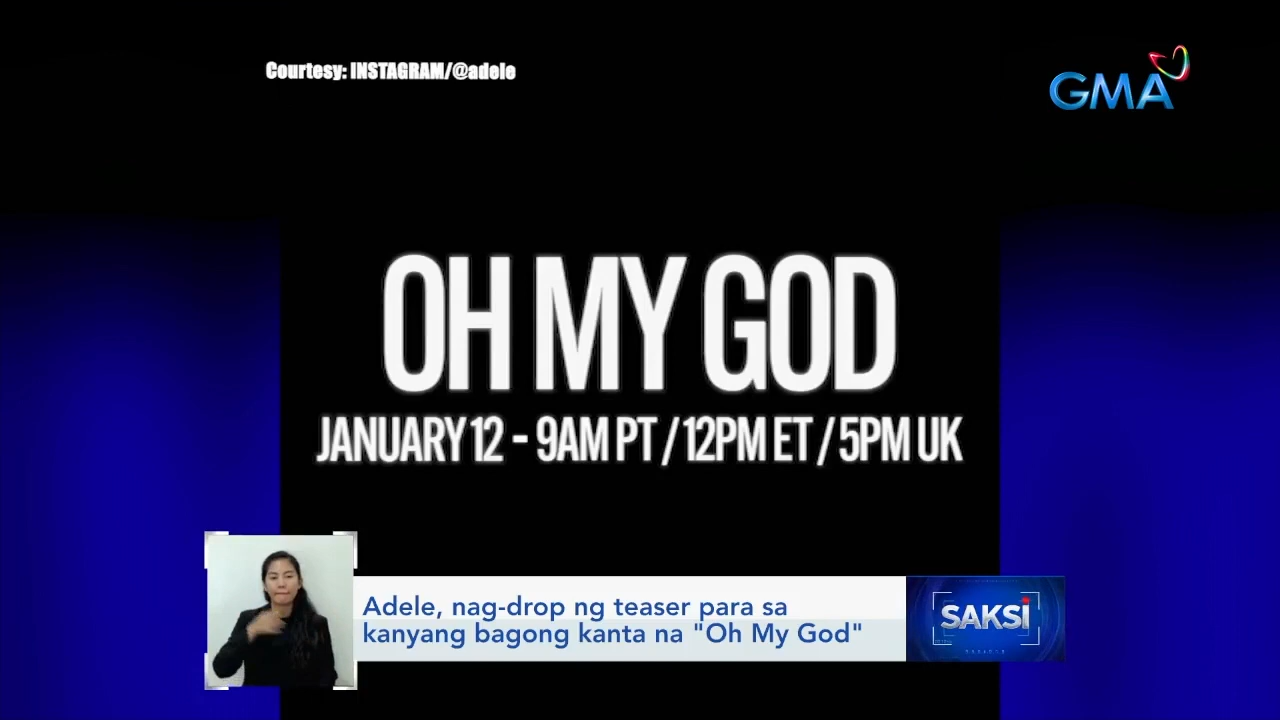 Courtesy: INSTAGRAM/@adele
GMA
OH MY GOD
JANUARY 12 - 9AM PT / 12PM ET / 5PM UK
Adele, nag-drop ng teaser para sa
kanyang bagong kanta na "Oh My God"
SAKSI